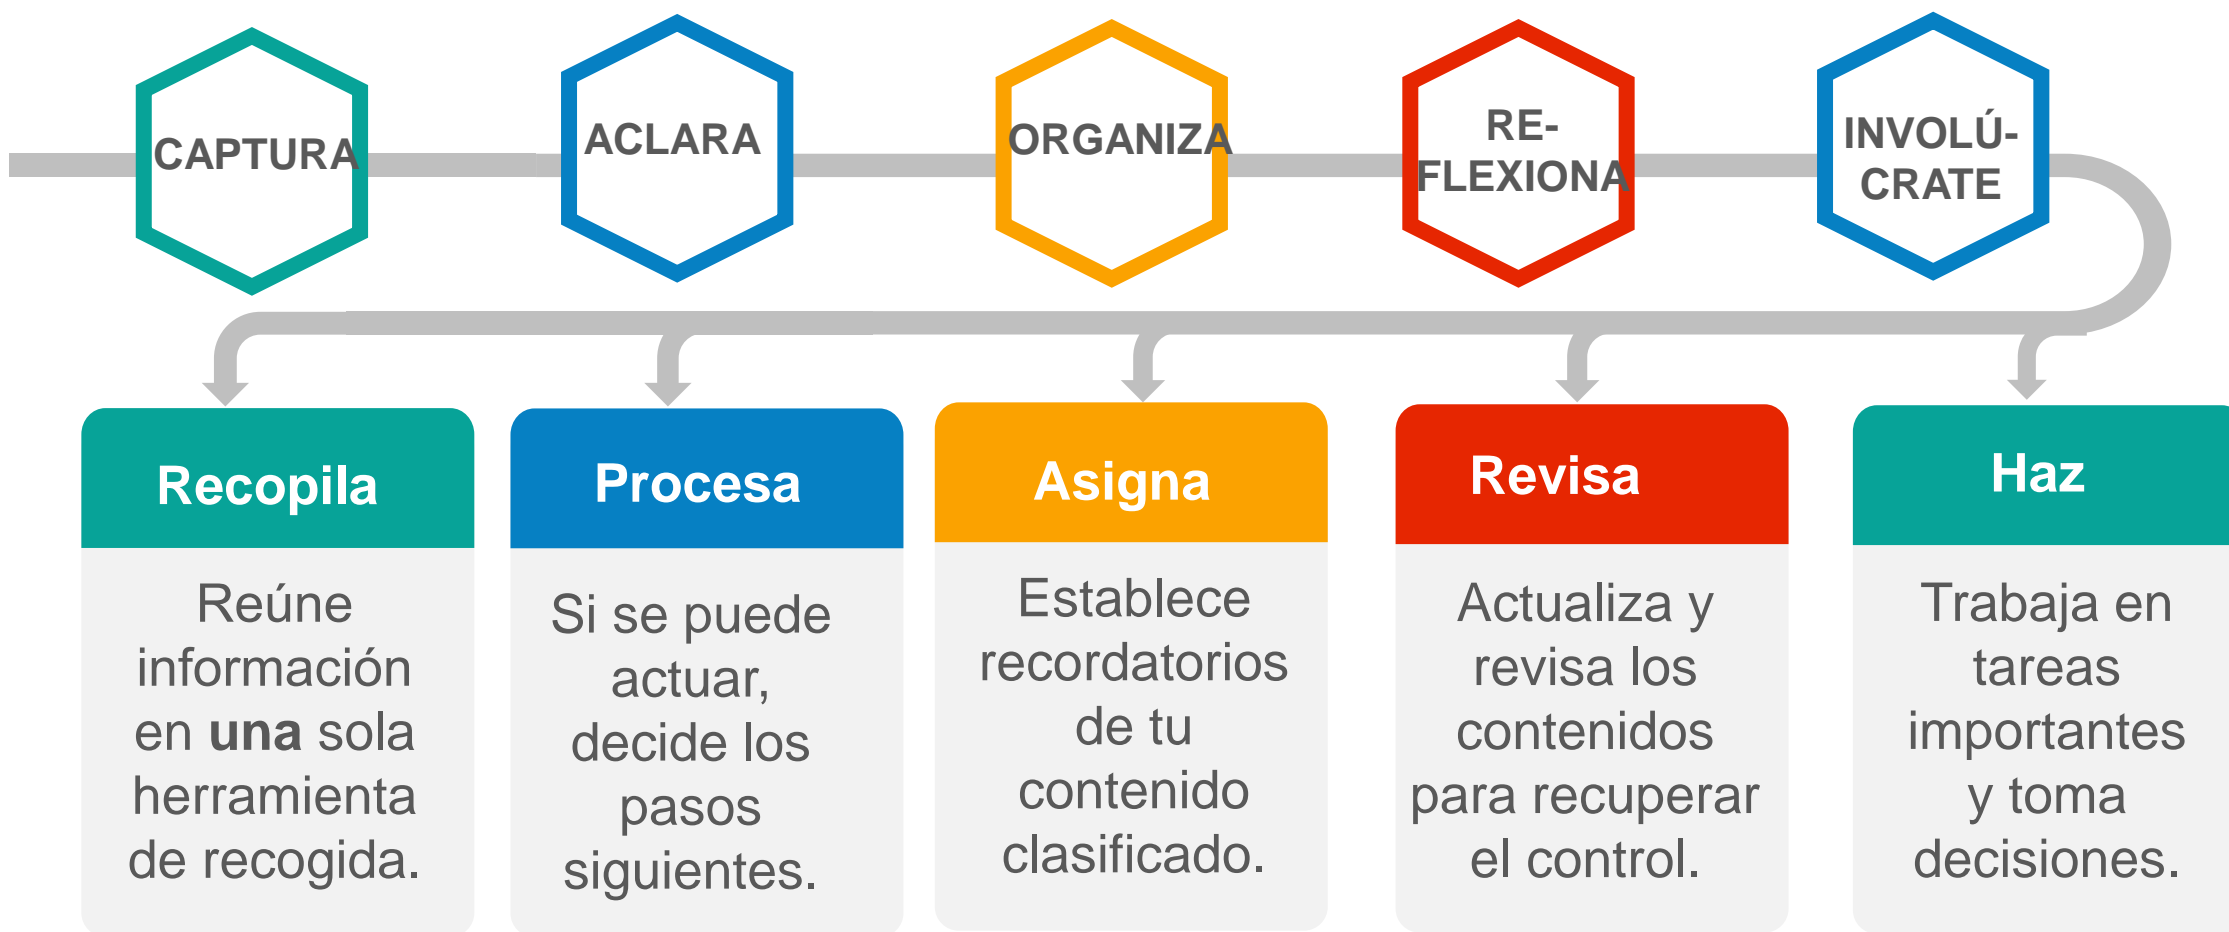 CAPTURA
ACLARA
ORGANIZA
RE-
FLEXIONA
INVOLÚ-
CRATE
Recopila
Reúne
información
en una sola
herramienta
de recogida.
Procesa
Si se puede
actuar,
decide los
pasos
siguientes.
Asigna
Establece
recordatorios
de tu
contenido
clasificado.
Revisa
Actualiza y
revisa los
contenidos
para recuperar
el control.
Haz
Trabaja en
tareas
importantes
y toma
decisiones.